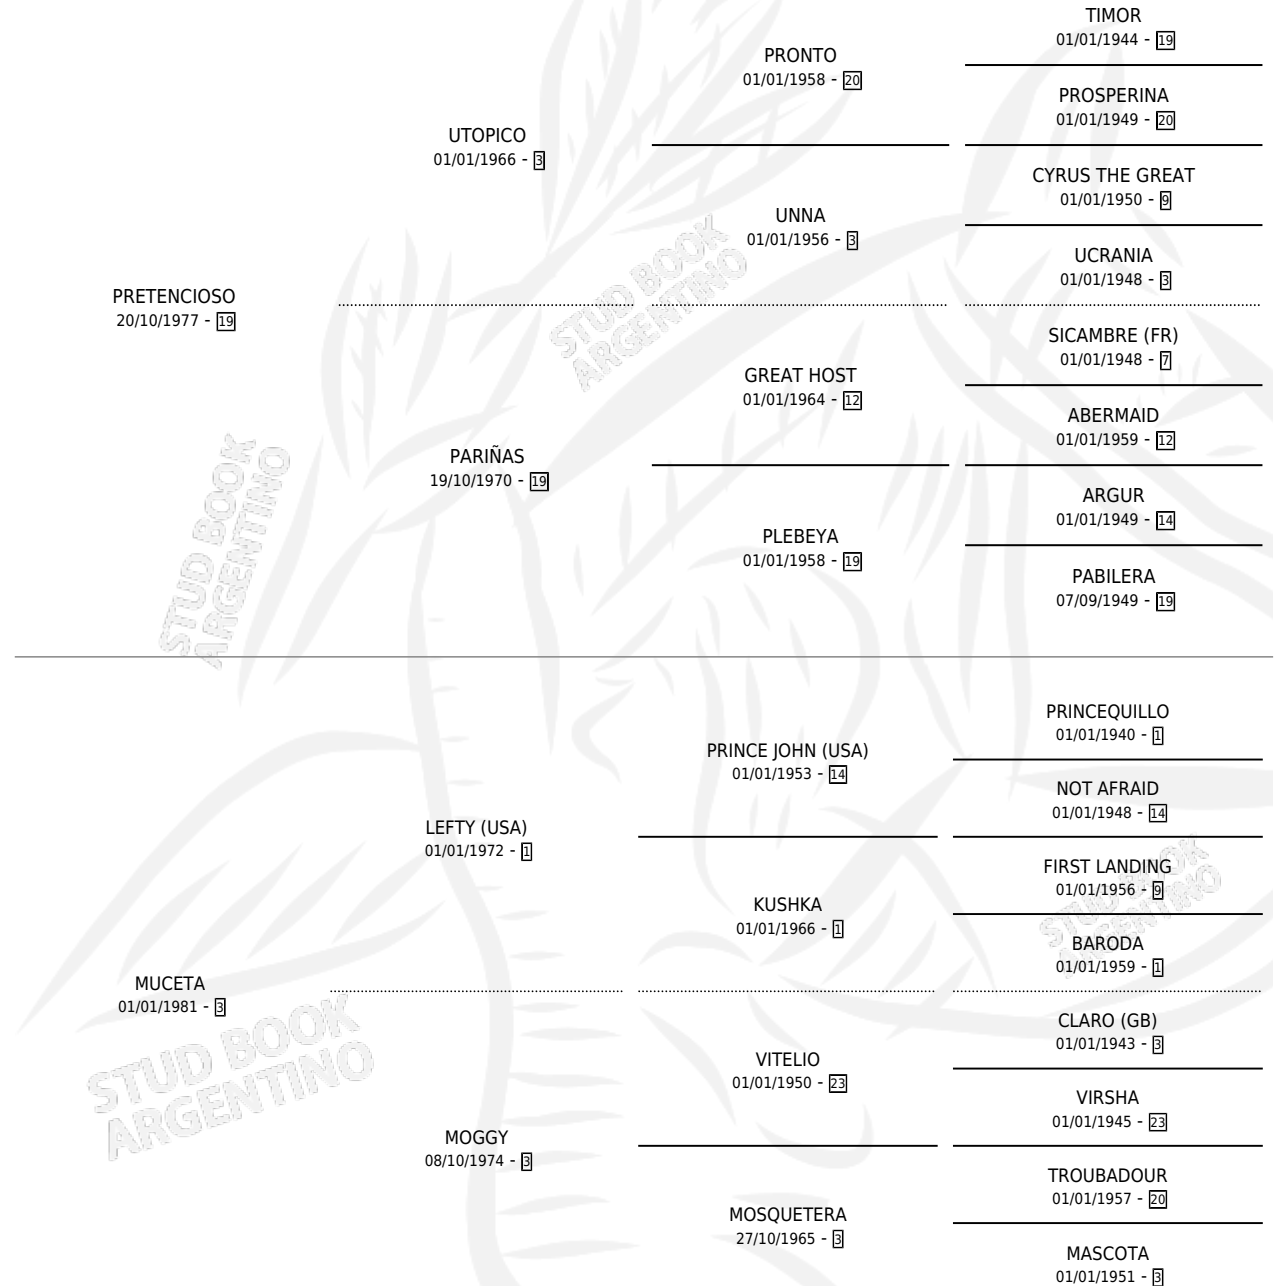 TIMOR
01/01/1944 - 19
PRONTO
01/01/1958 - 20
PROSPERINA
01/01/1949 - 20
UTOPICO
01/01/1966 - 3
CYRUS THE GREAT
01/01/1950 - 9
UNNA
01/01/1956 - 3
UCRANIA
01/01/1948 - 3
PRETENCIOSO
20/10/1977 - 19
SICAMBRE (FR)
01/01/1948 - 7
GREAT HOST
01/01/1964 - 12
ABERMAID
01/01/1959 - 12
PARIÑAS
19/10/1970 - 19
ARGUR
01/01/1949 - 14
PLEBEYA
01/01/1958 - 19
PABILERA
07/09/1949 - 19
STUD BOOK
ARGENTINO
STUD BOOK
ARGENTINO
PRINCEQUILLO
01/01/1940 - 1
PRINCE JOHN (USA)
01/01/1953 - 14
NOT AFRAID
01/01/1948 - 14
LEFTY (USA)
01/01/1972 - 1
FIRST LANDING
01/01/1956 - 9
KUSHKA
01/01/1966 - 1
BARODA
01/01/1959 - 1
MUCETA
01/01/1981 - 3
CLARO (GB)
01/01/1943 - 3
VITELIO
01/01/1950 - 23
VIRSHA
01/01/1945 - 23
MOGGY
08/10/1974 - 3
TROUBADOUR
01/01/1957 - 20
MOSQUETERA
27/10/1965 - 3
MASCOTA
01/01/1951 - 3
STUD BOOK
ARGENTINO
STUD BOOK
ARGENTINO